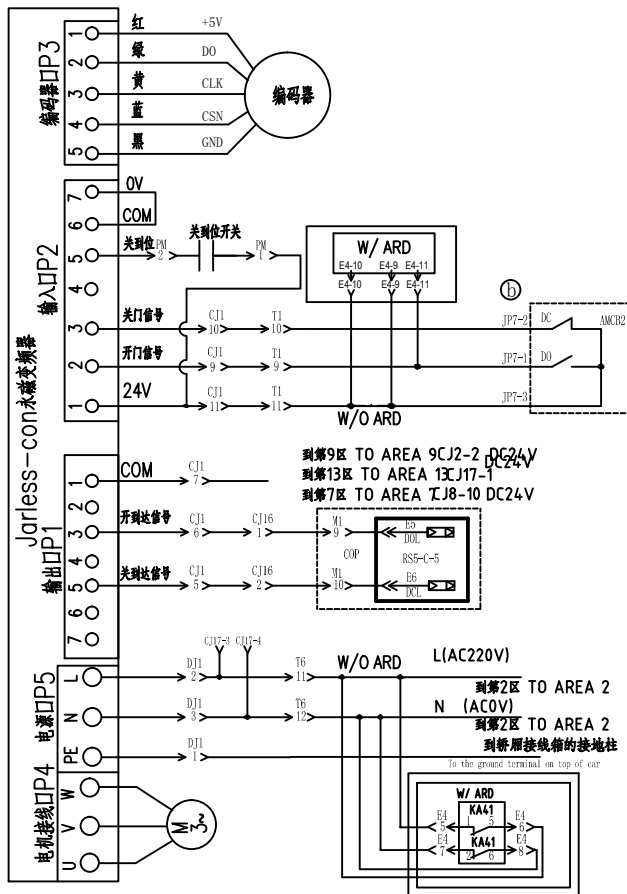 Jarless-con永磁变频器
编码器口P3
1 红 +5V
2 绿 DO
3 黄 CLK
4 蓝 CSN
5 黑 GND
编码器
输入口P2
7 0V
6 COM
5 关到位 PM 2 关到位开关 PM 1
4
3 关门信号 CJ1 10 T1 10 JP7-2 DC AMCB2
2 开门信号 CJ1 9 T1 9 JP7-1 DO
1 24V CJ1 11 T1 11 JP7-3
W/ ARD
E4-10 E4-9 E4-11
E4-10 E4-9 E4-11
b
W/O ARD
到第9区 TO AREA 9CJ2-2 DC24V
DC24V
到第13区 TO AREA 13CJ17-1
到第7区 TO AREA 7CJ8-10 DC24V
输出口P1
1 COM CJ1 7
2
3 开到达信号 CJ1 6 CJ16 1 M1 9 E5 DOL
4
COP RS5-C-5
5 关到达信号 CJ1 5 CJ16 2 M1 10 E6 DCL
6
7
CJ17-3 CJ17-4
电源口P5
L DJ1 2 T6 11 W/O ARD L(AC220V)
到第2区 TO AREA 2
N DJ1 3 T6 12 N (AC0V)
到第2区 TO AREA 2
PE DJ1 1 到轿厢接线箱的接地柱
To the ground terminal on top of car
电机接线口P4
W
V
U
M 3~
W/ ARD
KA41
E4 5 1 5 E4 6
KA41
E4 7 2 6 E4 8